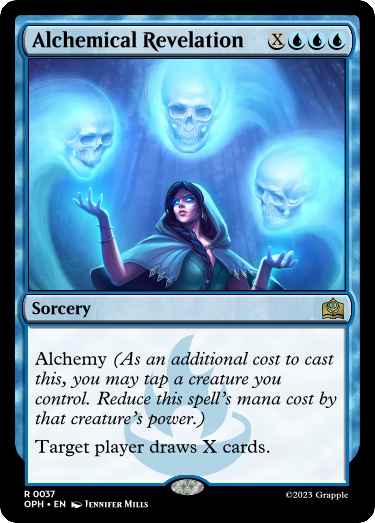 Alchemical Revelation X
Sorcery
Alchemy (As an additional cost to cast
this, you may tap a creature you
control. Reduce this spell's mana cost by
that creature's power.)
Target player draws X cards.
R 0037
OPH • EN Jennifer Mills
©2023 Grapple